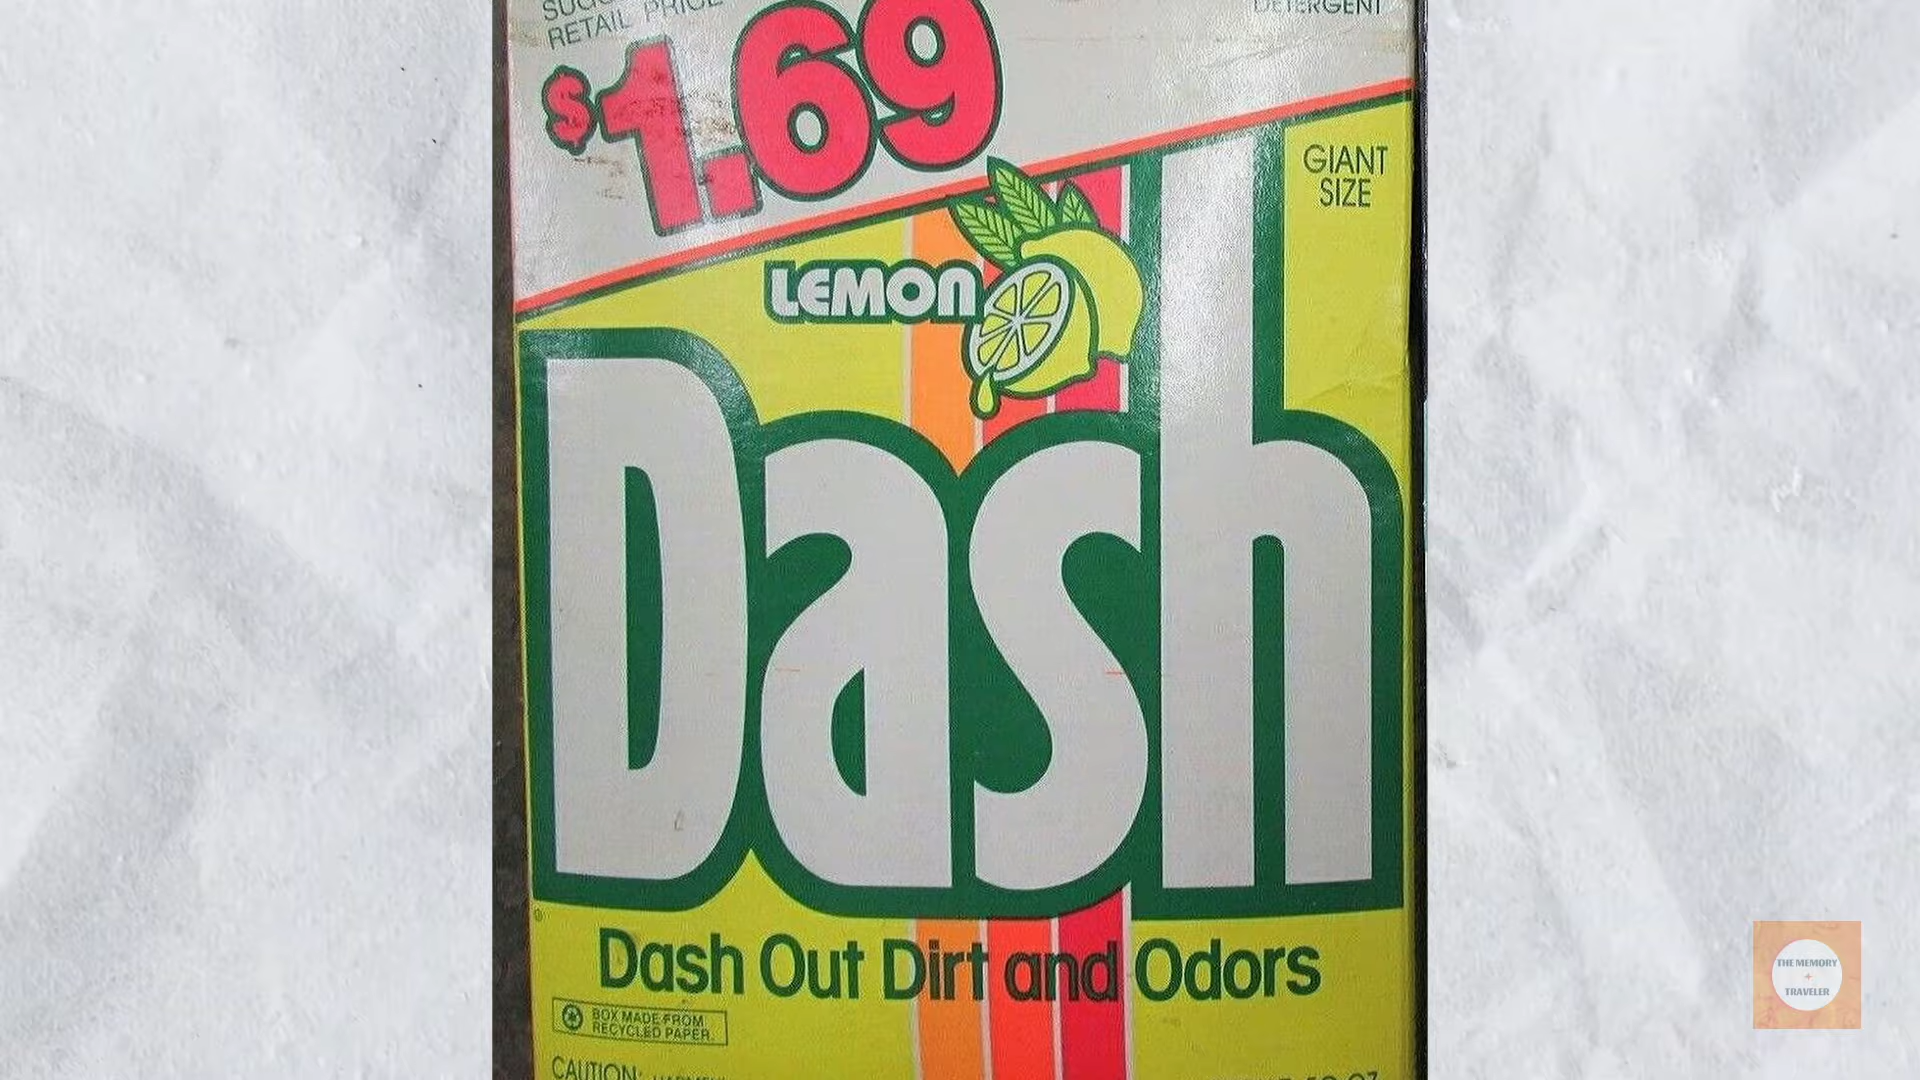 RETAIL PRICE
$1.69
DETERGENT
GIANT
SIZE
LEMON
Dash
Dash Out Dirt and Odors
BOX MADE FROM
RECYCLED PAPER.
CAUTION:
THE MEMORY
+
TRAVELER